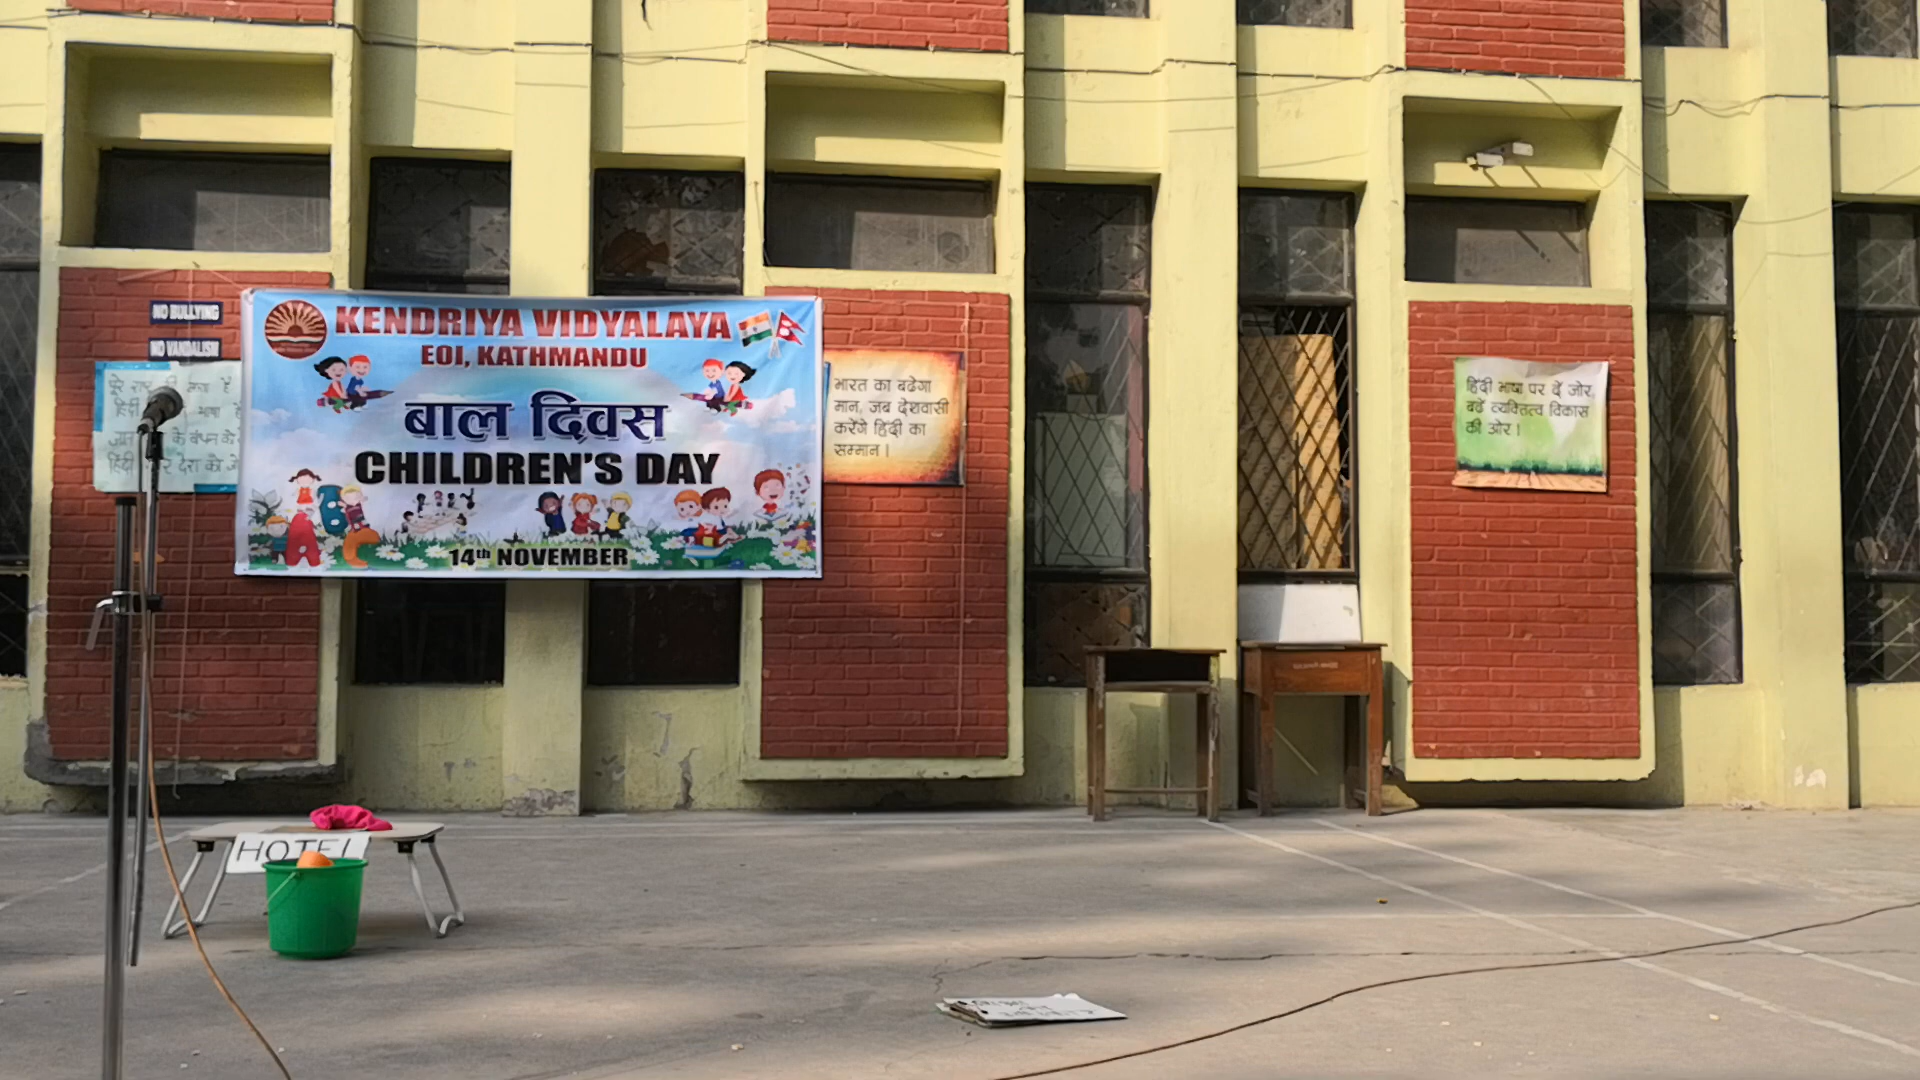 NO BULLYING
NO VANDALISM
KENDRIYA VIDYALAYA
EOI, KATHMANDU
बाल दिवस
CHILDREN'S DAY
14th NOVEMBER
हिंदी भाषा
हिंदी
भारत का बढेगा
मान, जब देशवासी
करेंगे हिंदी का
सम्मान।
हिंदी भाषा पर दें जोर,
बढें व्यक्तित्व विकास
की ओर।
HOTEL